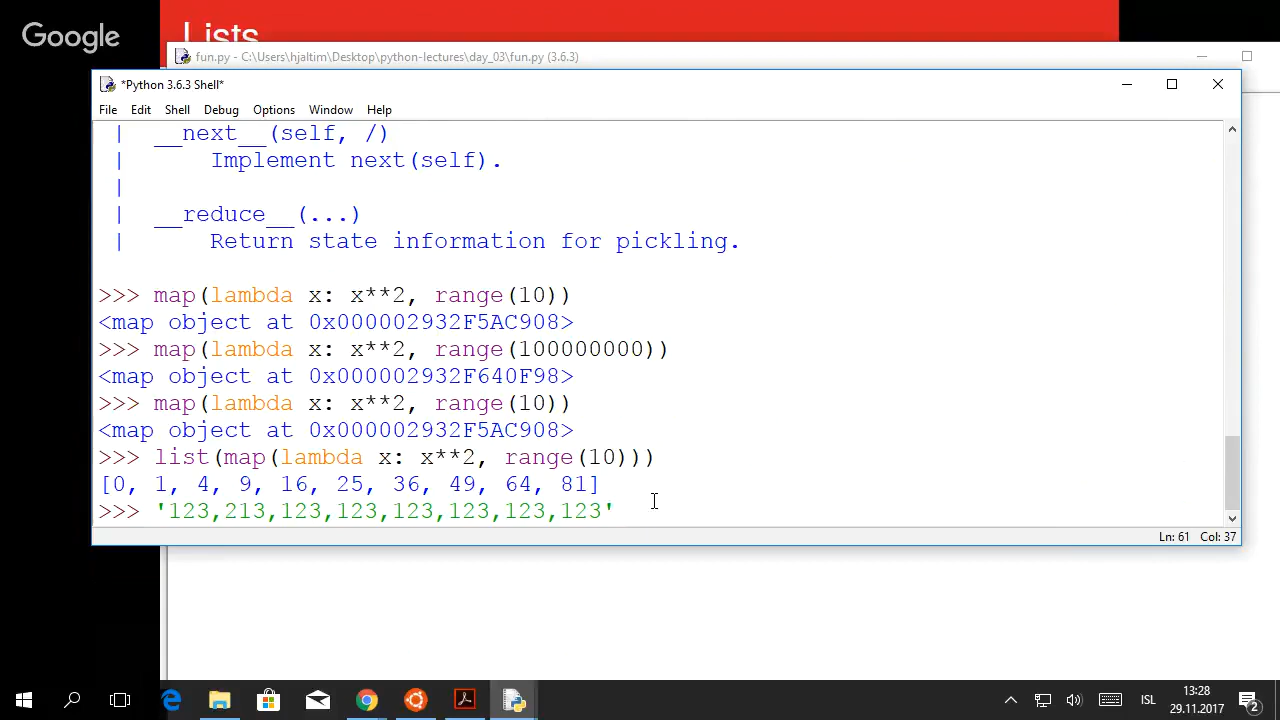 Google
Lists
fun.py - C:\Users\hjaltim\Desktop\python-lectures\day_03\fun.py (3.6.3)
*Python 3.6.3 Shell*
File Edit Shell Debug Options Window Help
| __next__(self, /)
| Implement next(self).
|
| __reduce__(...)
| Return state information for pickling.
>>> map(lambda x: x**2, range(10))
<map object at 0x000002932F5AC908>
>>> map(lambda x: x**2, range(100000000))
<map object at 0x000002932F640F98>
>>> map(lambda x: x**2, range(10))
<map object at 0x000002932F5AC908>
>>> list(map(lambda x: x**2, range(10)))
[0, 1, 4, 9, 16, 25, 36, 49, 64, 81]
>>> '123,213,123,123,123,123,123,123'
Ln: 61 Col: 37
ISL
13:28
29.11.2017
2